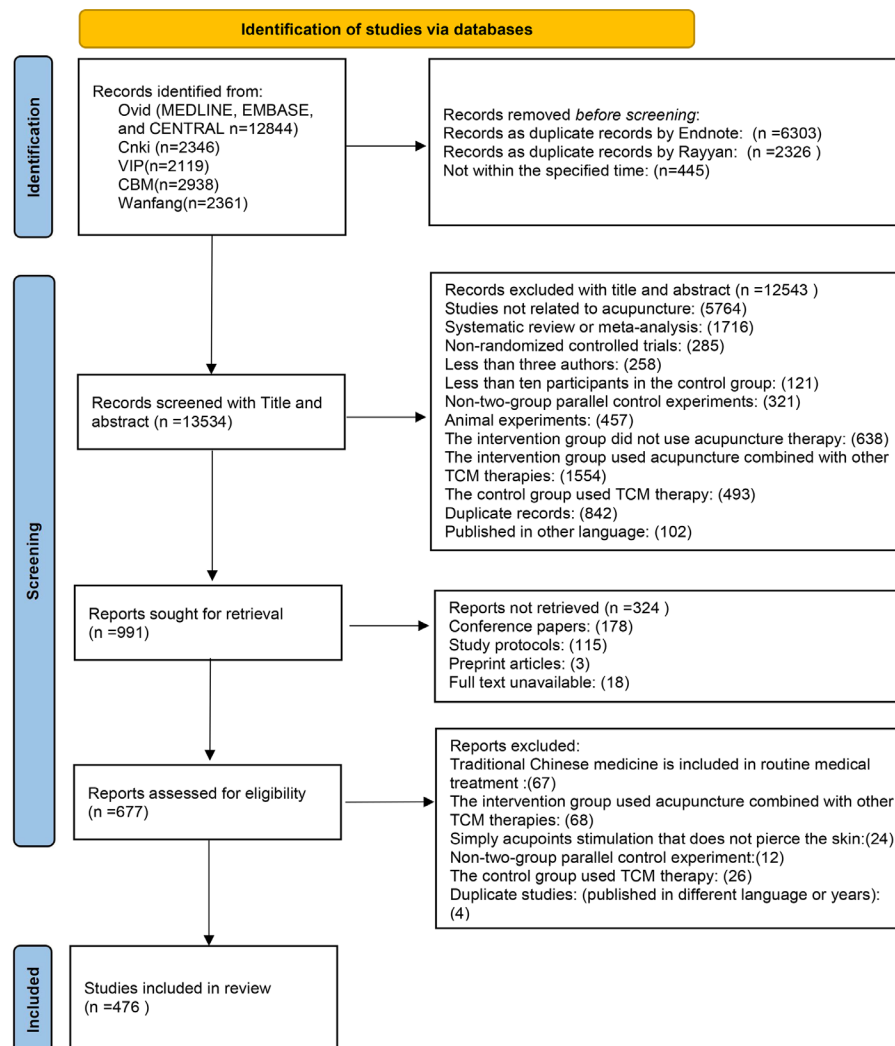 Identification of studies via databases
Identification
Records identified from:
Ovid (MEDLINE, EMBASE,
and CENTRAL n=12844)
Cnki (n=2346)
VIP(n=2119)
CBM(n=2938)
Wanfang(n=2361)
Records removed before screening:
Records as duplicate records by Endnote: (n =6303)
Records as duplicate records by Rayyan: (n =2326 )
Not within the specified time: (n=445)
Screening
Records screened with Title and
abstract (n =13534)
Records excluded with title and abstract (n =12543 )
Studies not related to acupuncture: (5764)
Systematic review or meta-analysis: (1716)
Non-randomized controlled trials: (285)
Less than three authors: (258)
Less than ten participants in the control group: (121)
Non-two-group parallel control experiments: (321)
Animal experiments: (457)
The intervention group did not use acupuncture therapy: (638)
The intervention group used acupuncture combined with other
TCM therapies: (1554)
The control group used TCM therapy: (493)
Duplicate records: (842)
Published in other language: (102)
Reports sought for retrieval
(n =991)
Reports not retrieved (n =324 )
Conference papers: (178)
Study protocols: (115)
Preprint articles: (3)
Full text unavailable: (18)
Reports assessed for eligibility
(n =677)
Reports excluded:
Traditional Chinese medicine is included in routine medical
treatment :(67)
The intervention group used acupuncture combined with other
TCM therapies: (68)
Simply acupoints stimulation that does not pierce the skin:(24)
Non-two-group parallel control experiment:(12)
The control group used TCM therapy: (26)
Duplicate studies: (published in different language or years):
(4)
Included
Studies included in review
(n =476 )